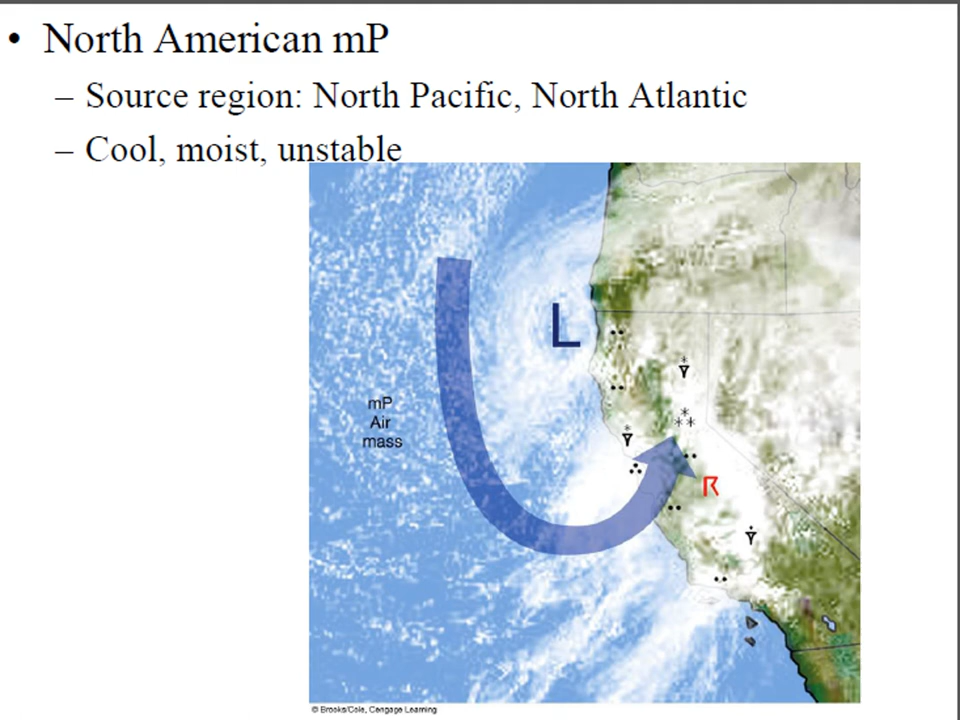 • North American mP
– Source region: North Pacific, North Atlantic
– Cool, moist, unstable
L
mP
Air
mass
© Brooks/Cole, Cengage Learning